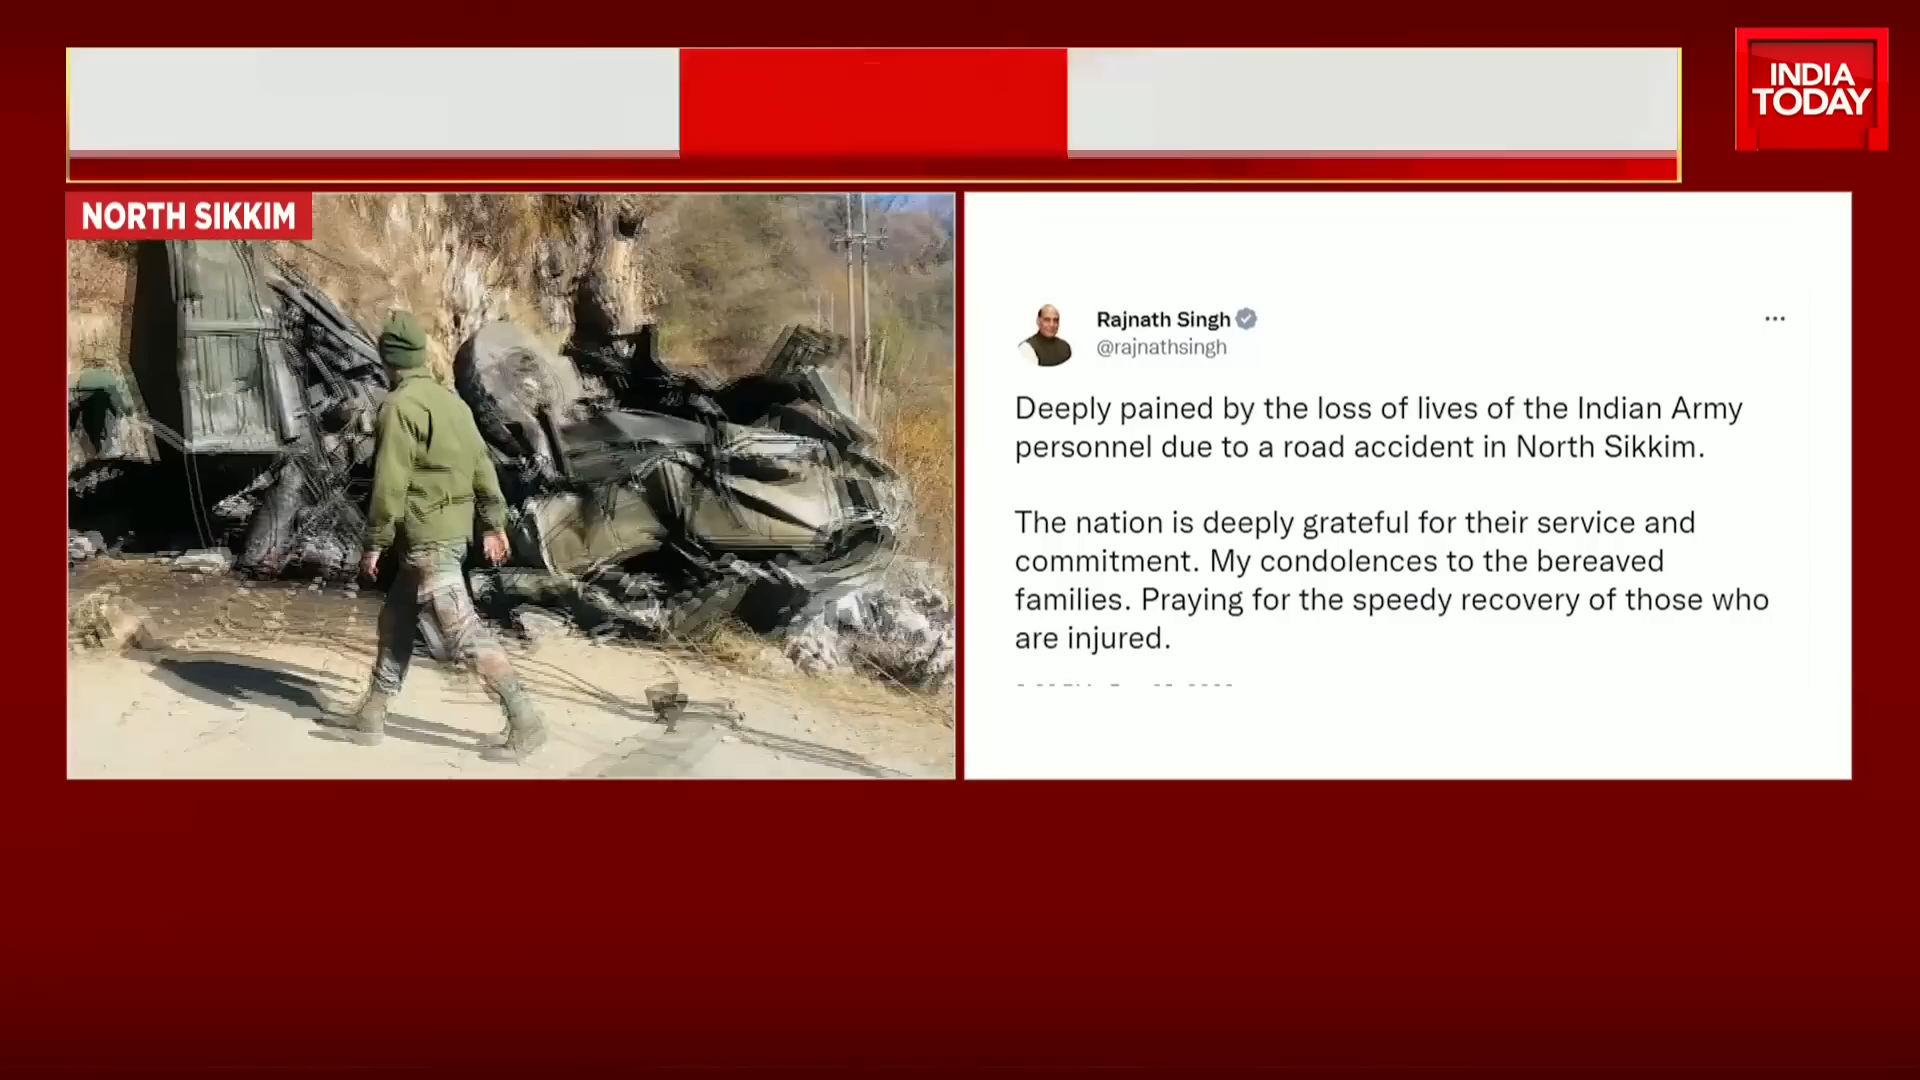 INDIA
TODAY
NORTH SIKKIM
Rajnath Singh
@rajnathsingh
Deeply pained by the loss of lives of the Indian Army
personnel due to a road accident in North Sikkim.
The nation is deeply grateful for their service and
commitment. My condolences to the bereaved
families. Praying for the speedy recovery of those who
are injured.